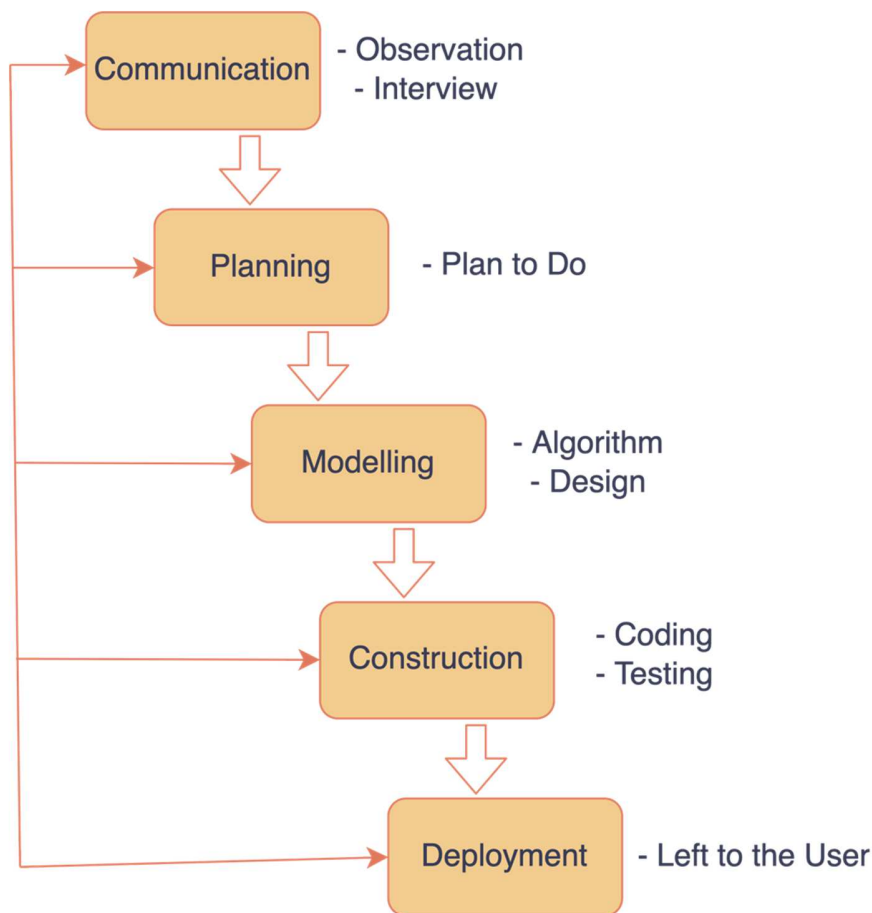 Communication
- Observation
- Interview
Planning
- Plan to Do
Modelling
- Algorithm
- Design
Construction
- Coding
- Testing
Deployment
- Left to the User